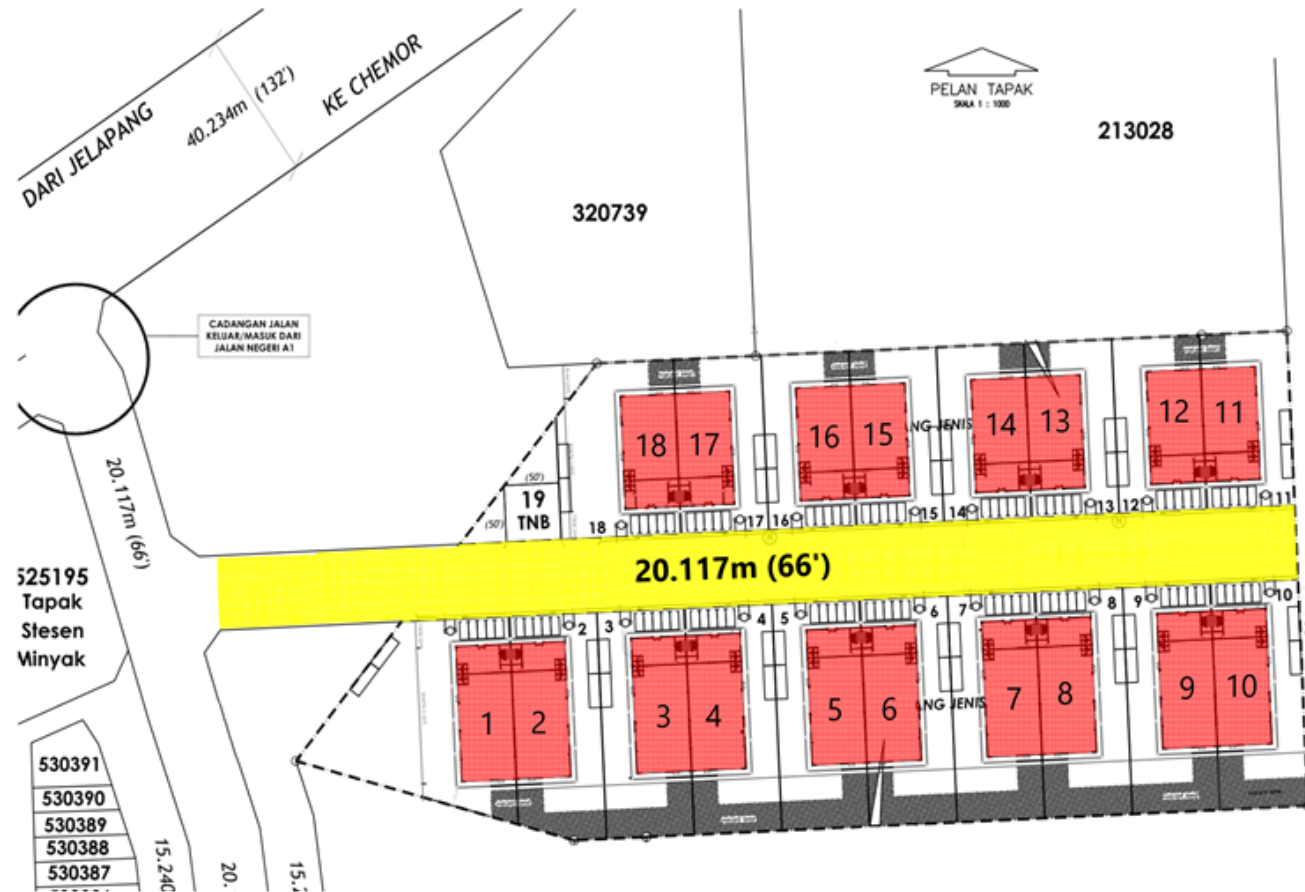 DARI JELAPANG
40.234m (132')
KE CHEMOR
PELAN TAPAK
SKALA 1 : 1000
213028
320739
CADANGAN JALAN
KELUAR/MASUK DARI
JALAN NEGERI A1
20.117m (66')
18 17
16 15
14 13
12 11
NG JENIS
(50')
19
TNB
(50')
18
17 16
15 14
13 12
11
20.117m (66')
525195
Tapak
Stesen
Minyak
2 3
4 5
6 7
8 9
10
1 2
3 4
5 6
7 8
9 10
NG JENIS
530391
530390
530389
530388
530387
15.240
20.
15.2